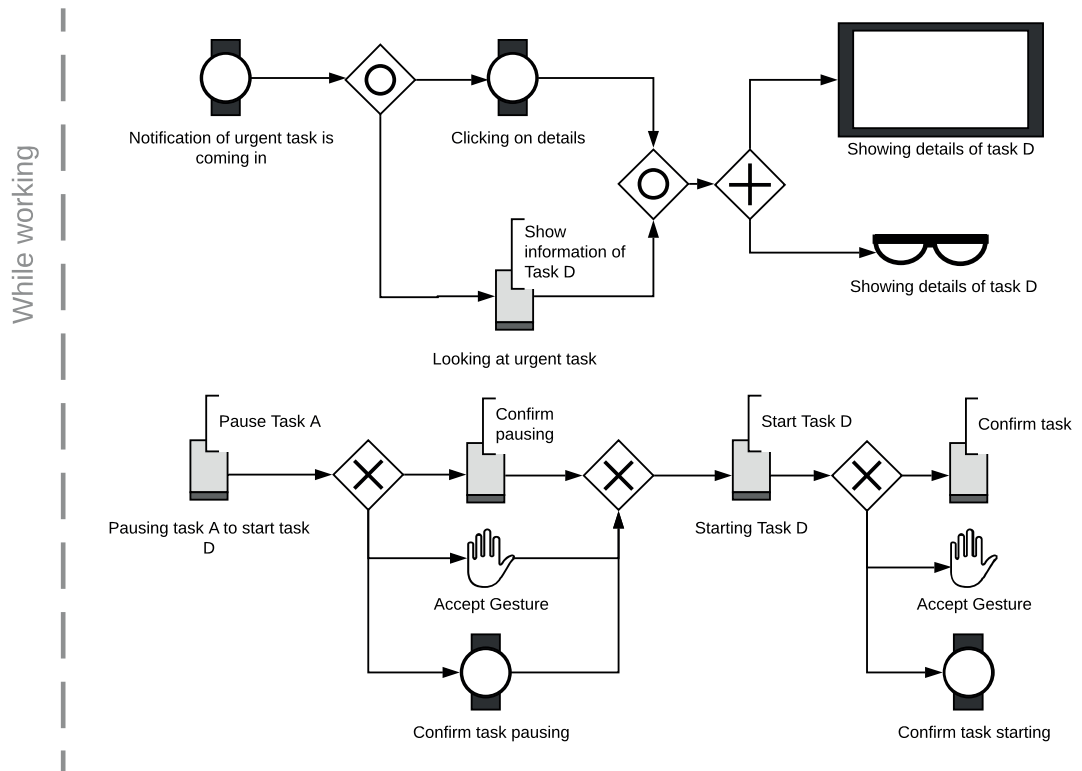 While working
Notification of urgent task is
coming in
Clicking on details
Showing details of task D
Show
information of
Task D
Showing details of task D
Looking at urgent task
Pause Task A
Confirm
pausing
Start Task D
Confirm task
Pausing task A to start task
D
Starting Task D
Accept Gesture
Accept Gesture
Confirm task pausing
Confirm task starting